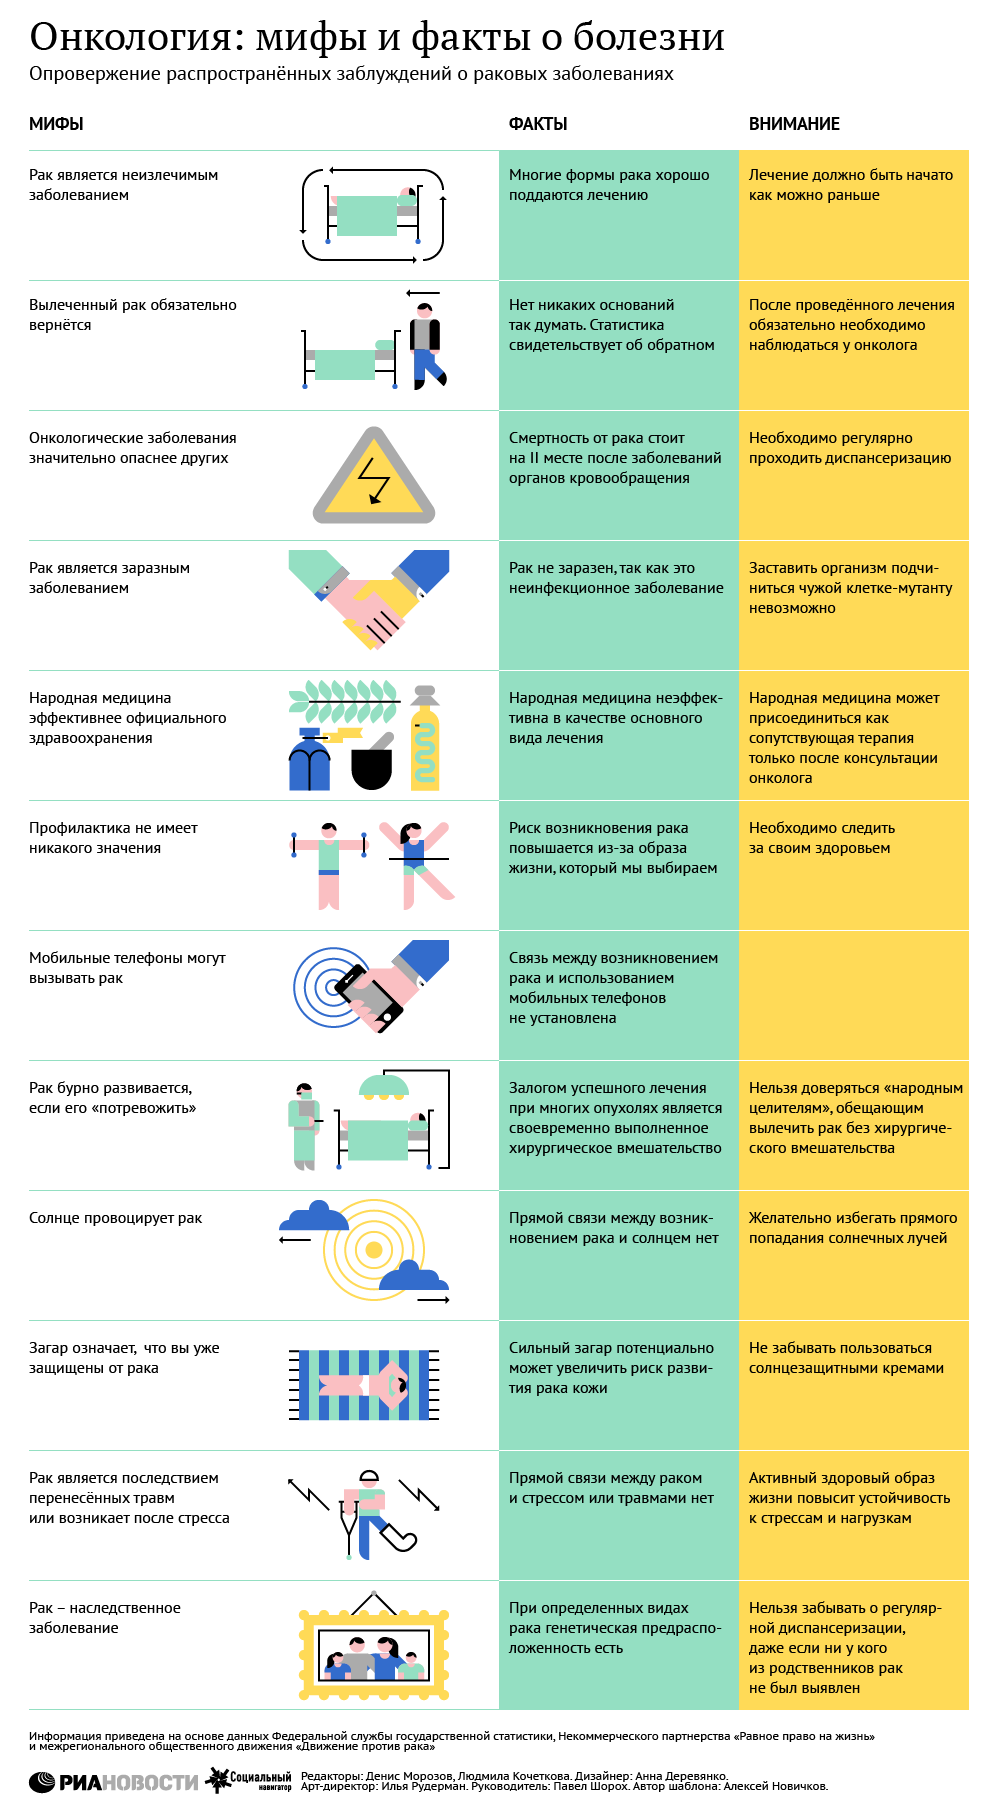 Онкология: мифы и факты о болезни
Опровержение распространённых заблуждений о раковых заболеваниях
МИФЫ
ФАКТЫ
ВНИМАНИЕ
Рак является неизлечимым
заболеванием
Многие формы рака хорошо
поддаются лечению
Лечение должно быть начато
как можно раньше
Вылеченный рак обязательно
вернётся
Нет никаких оснований
так думать. Статистика
свидетельствует об обратном
После проведённого лечения
обязательно необходимо
наблюдаться у онколога
Онкологические заболевания
значительно опаснее других
Смертность от рака стоит
на II месте после заболеваний
органов кровообращения
Необходимо регулярно
проходить диспансеризацию
Рак является заразным
заболеванием
Рак не заразен, так как это
неинфекционное заболевание
Заставить организм подчи-
ниться чужой клетке-мутанту
невозможно
Народная медицина
эффективнее официального
здравоохранения
Народная медицина неэффек-
тивна в качестве основного
вида лечения
Народная медицина может
присоединиться как
сопутствующая терапия
только после консультации
онколога
Профилактика не имеет
никакого значения
Риск возникновения рака
повышается из-за образа
жизни, который мы выбираем
Необходимо следить
за своим здоровьем
Мобильные телефоны могут
вызывать рак
Связь между возникновением
рака и использованием
мобильных телефонов
не установлена
Рак бурно развивается,
если его «потревожить»
Залогом успешного лечения
при многих опухолях является
своевременно выполненное
хирургическое вмешательство
Нельзя доверяться «народным
целителям», обещающим
вылечить рак без хирургиче-
ского вмешательства
Солнце провоцирует рак
Прямой связи между возник-
новением рака и солнцем нет
Желательно избегать прямого
попадания солнечных лучей
Загар означает, что вы уже
защищены от рака
Сильный загар потенциально
может увеличить риск разви-
тия рака кожи
Не забывать пользоваться
солнцезащитными кремами
Рак является последствием
перенесённых травм
или возникает после стресса
Прямой связи между раком
и стрессом или травмами нет
Активный здоровый образ
жизни повысит устойчивость
к стрессам и нагрузкам
Рак – наследственное
заболевание
При определенных видах
рака генетическая предраспо-
ложенность есть
Нельзя забывать о регуляр-
ной диспансеризации,
даже если ни у кого
из родственников рак
не был выявлен
Информация приведена на основе данных Федеральной службы государственной статистики, Некоммерческого партнерства «Равное право на жизнь»
и межрегионального общественного движения «Движение против рака»
РИАНОВОСТИ
Социальный
навигатор
Редакторы: Денис Морозов, Людмила Кочеткова. Дизайнер: Анна Деревянко.
Арт-директор: Илья Рудерман. Руководитель: Павел Шорох. Автор шаблона: Алексей Новичков.